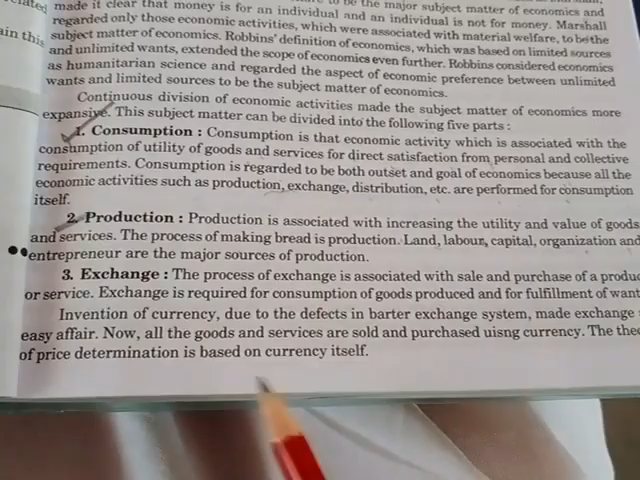 to be the major subject matter of economics and
made it clear that money is for an individual and an individual is not for money. Marshall
regarded only those economic activities, which were associated with material welfare, to be the
ain this
subject matter of economics. Robbins' definition of economics, which was based on limited sources
and unlimited wants, extended the scope of economics even further. Robbins considered economics
as humanitarian science and regarded the aspect of economic preference between unlimited
wants and limited sources to be the subject matter of economics.
Continuous division of economic activities made the subject matter of economics more
expansive. This subject matter can be divided into the following five parts :
1. Consumption : Consumption is that economic activity which is associated with the
consumption of utility of goods and services for direct satisfaction from personal and collective
requirements. Consumption is regarded to be both outset and goal of economics because all the
economic activities such as production, exchange, distribution, etc. are performed for consumption
itself.
2. Production : Production is associated with increasing the utility and value of goods
and services. The process of making bread is production. Land, labour, capital, organization and
entrepreneur are the major sources of production.
3. Exchange : The process of exchange is associated with sale and purchase of a produ
or service. Exchange is required for consumption of goods produced and for fulfillment of want
Invention of currency, due to the defects in barter exchange system, made exchange
easy affair. Now, all the goods and services are sold and purchased uisng currency. The the
of price determination is based on currency itself.